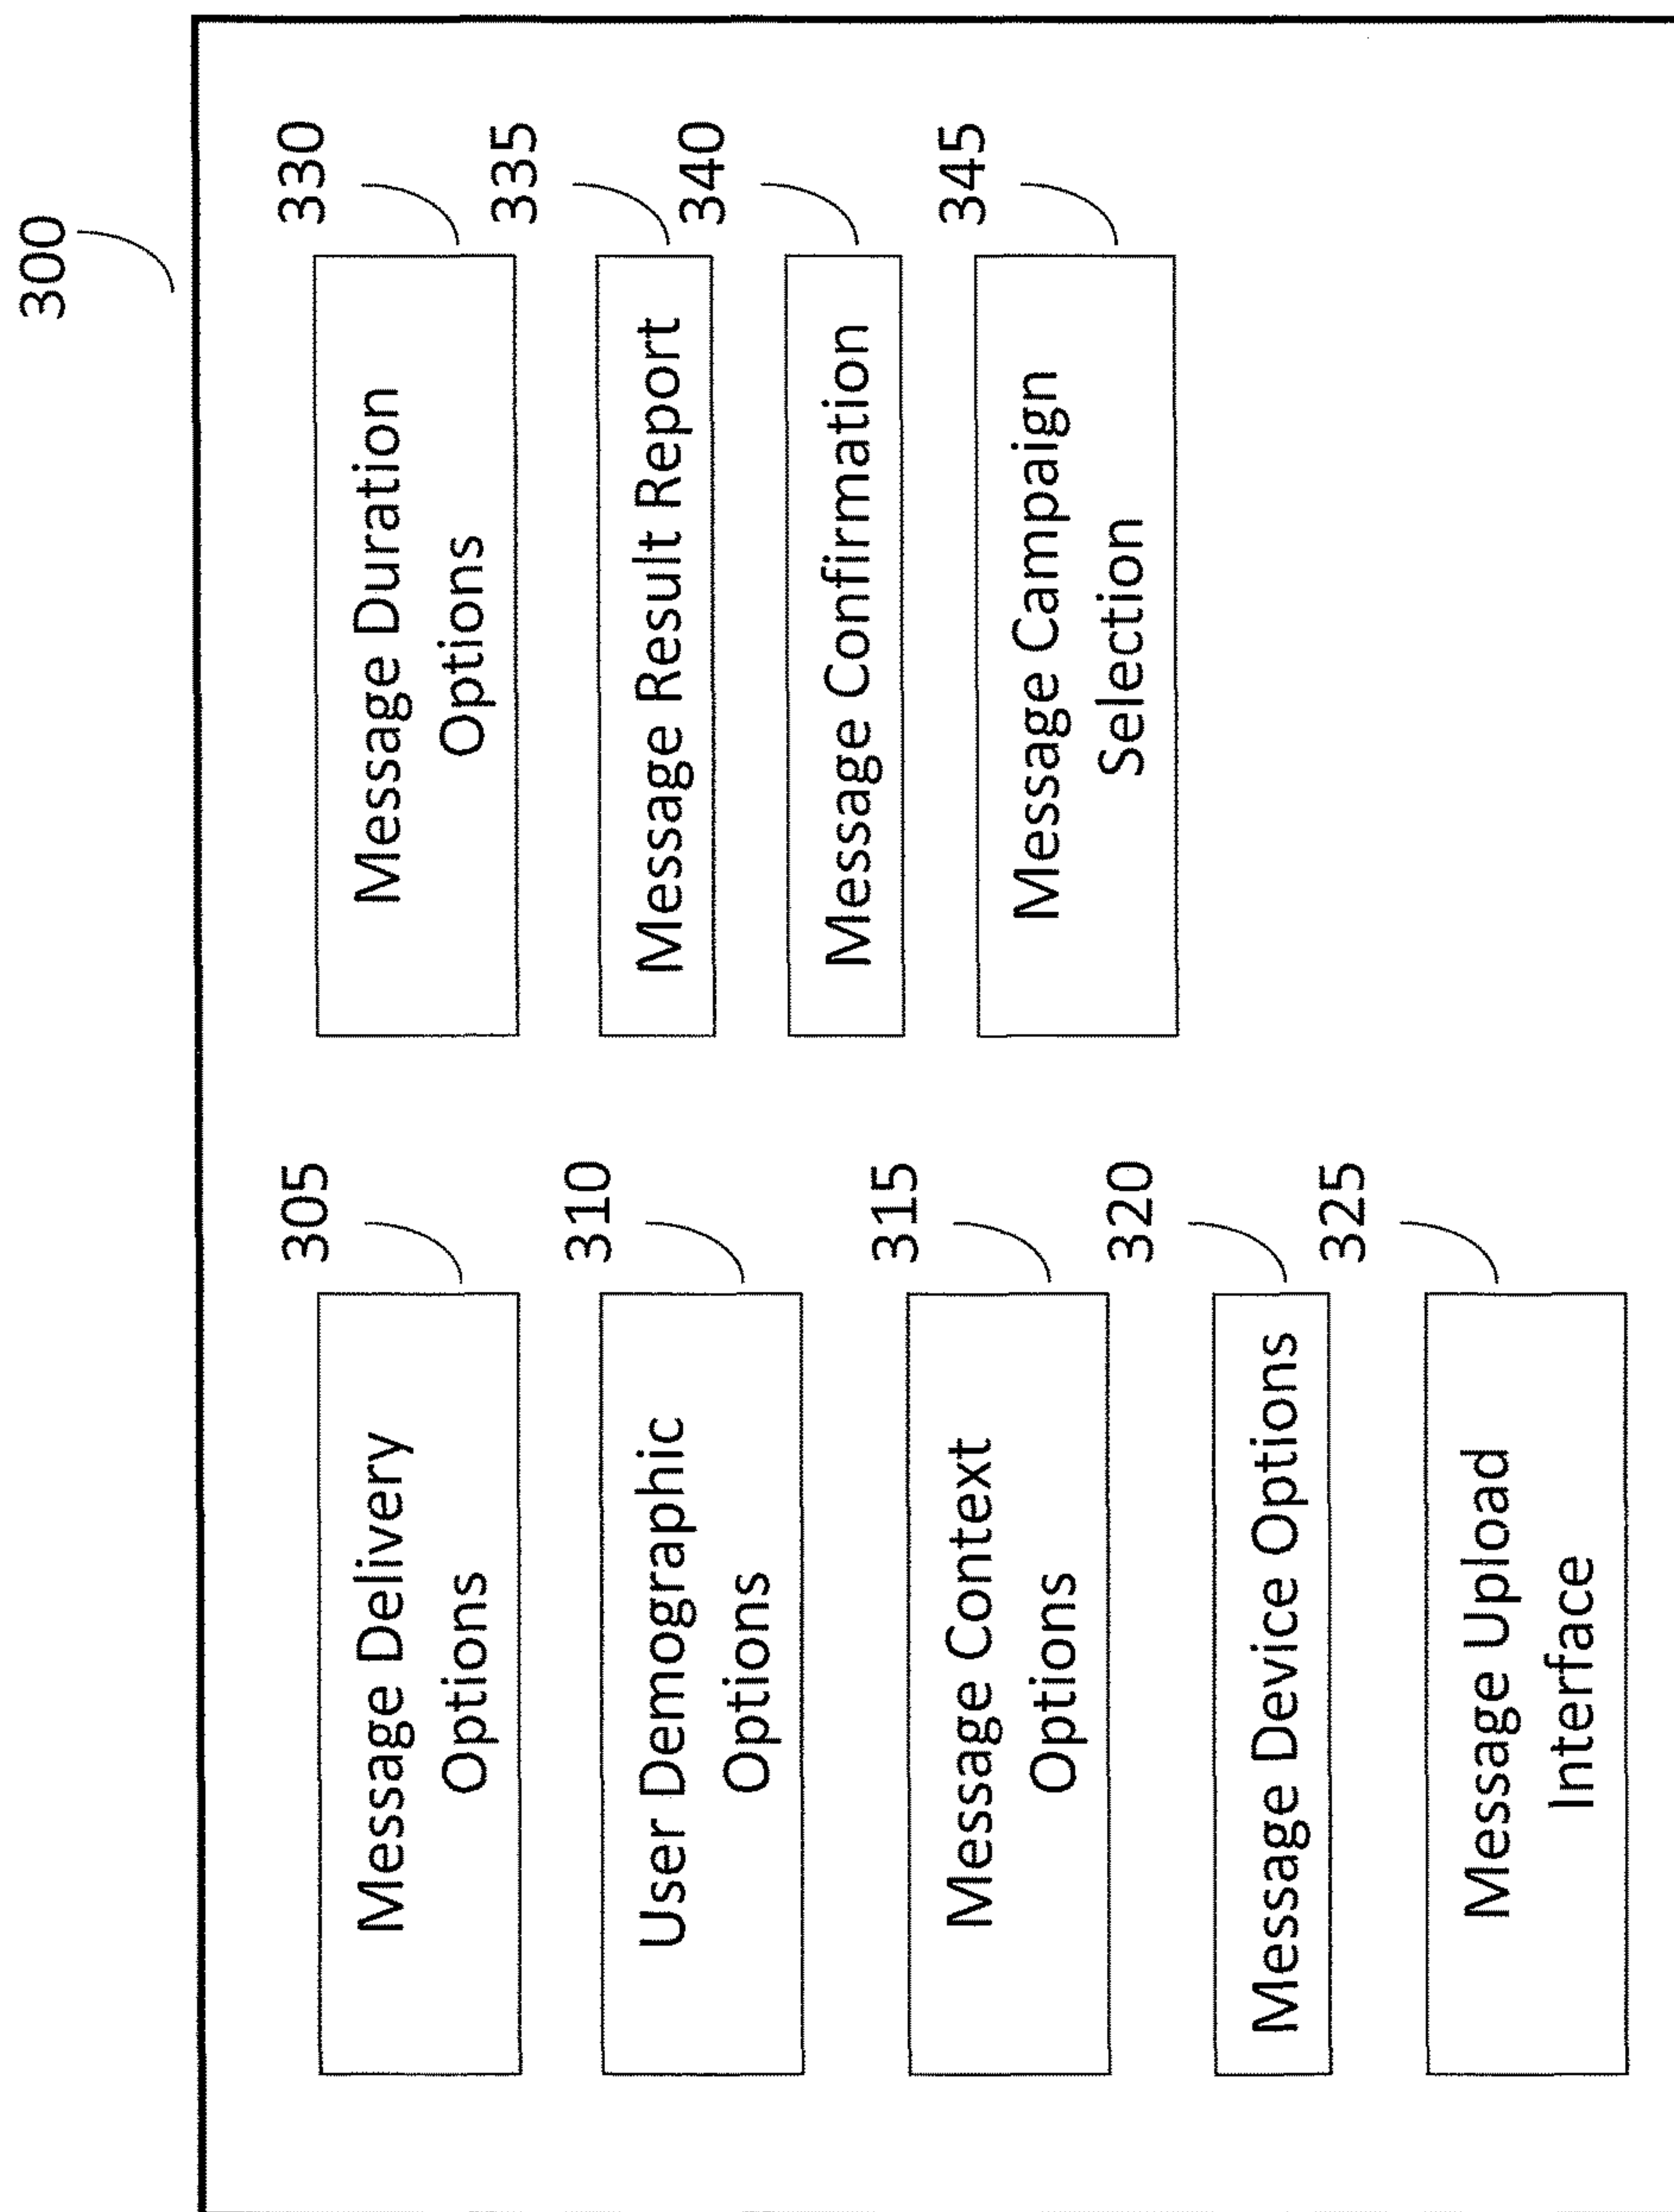 300
305
Message Delivery
Options
310
User Demographic
Options
315
Message Context
Options
320
Message Device Options
325
Message Upload
Interface
330
Message Duration
Options
335
Message Result Report
340
Message Confirmation
345
Message Campaign
Selection